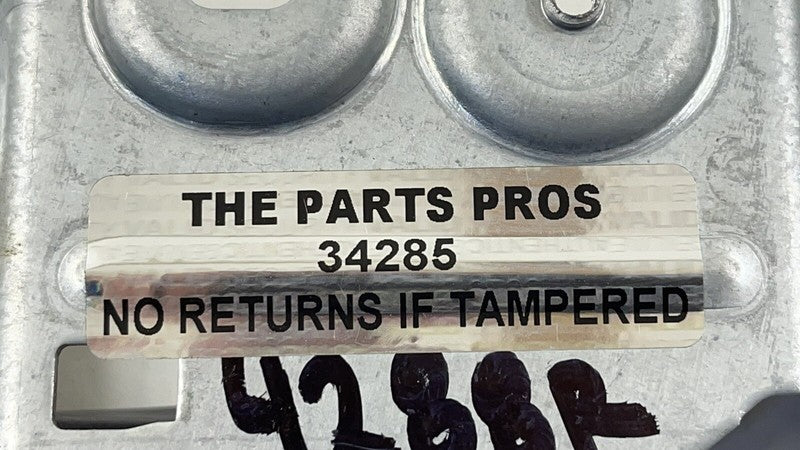 THE PARTS PROS
34285
NO RETURNS IF TAMPERED